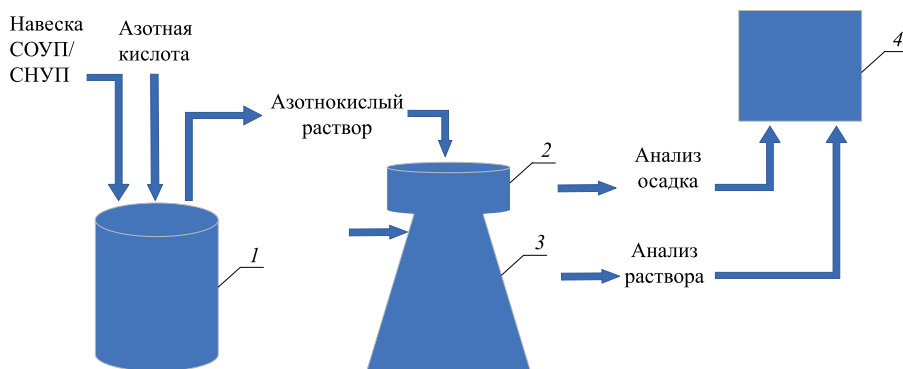 Навеска
СОУП/
СНУП
Азотная
кислота
Азотнокислый
раствор
1
2
3
Анализ
осадка
Анализ
раствора
4